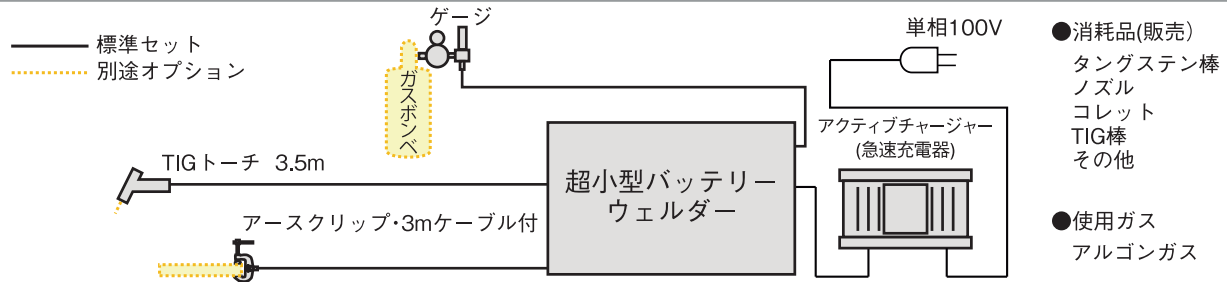 標準セット
別途オプション
ゲージ
ガスボンベ
TIGトーチ 3.5m
アースクリップ・3mケーブル付
超小型バッテリー
ウェルダー
単相100V
アクティブチャージャー
(急速充電器)
●消耗品(販売)
タングステン棒
ノズル
コレット
TIG棒
その他
●使用ガス
アルゴンガス